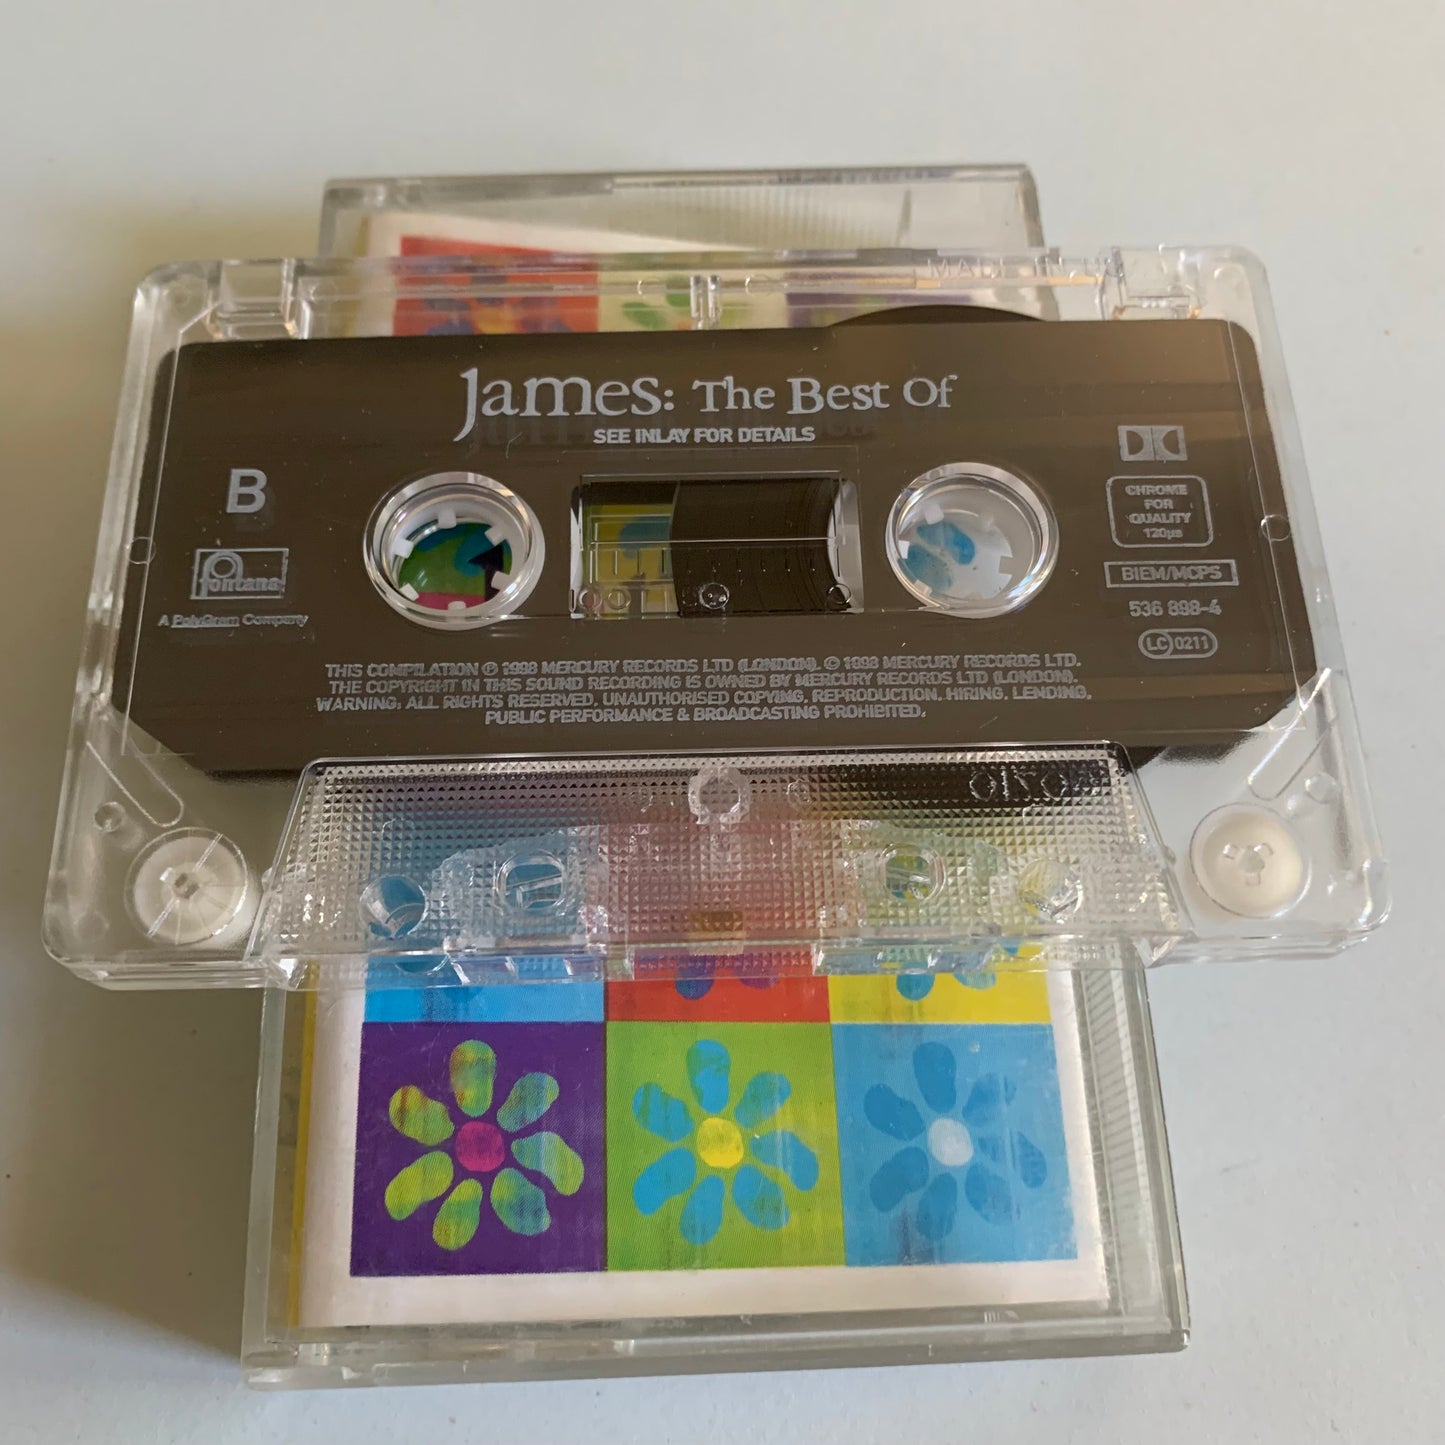 MADE IN
James: The Best Of
SEE INLAY FOR DETAILS
B
fontana
A PolyGram Company
CHROME
FOR
QUALITY
120µs
BIEM/MCPS
536 898-4
LC 0211
THIS COMPILATION ℗ 1998 MERCURY RECORDS LTD (LONDON). © 1998 MERCURY RECORDS LTD.
THE COPYRIGHT IN THIS SOUND RECORDING IS OWNED BY MERCURY RECORDS LTD (LONDON).
WARNING: ALL RIGHTS RESERVED. UNAUTHORISED COPYING, REPRODUCTION, HIRING, LENDING,
PUBLIC PERFORMANCE & BROADCASTING PROHIBITED.